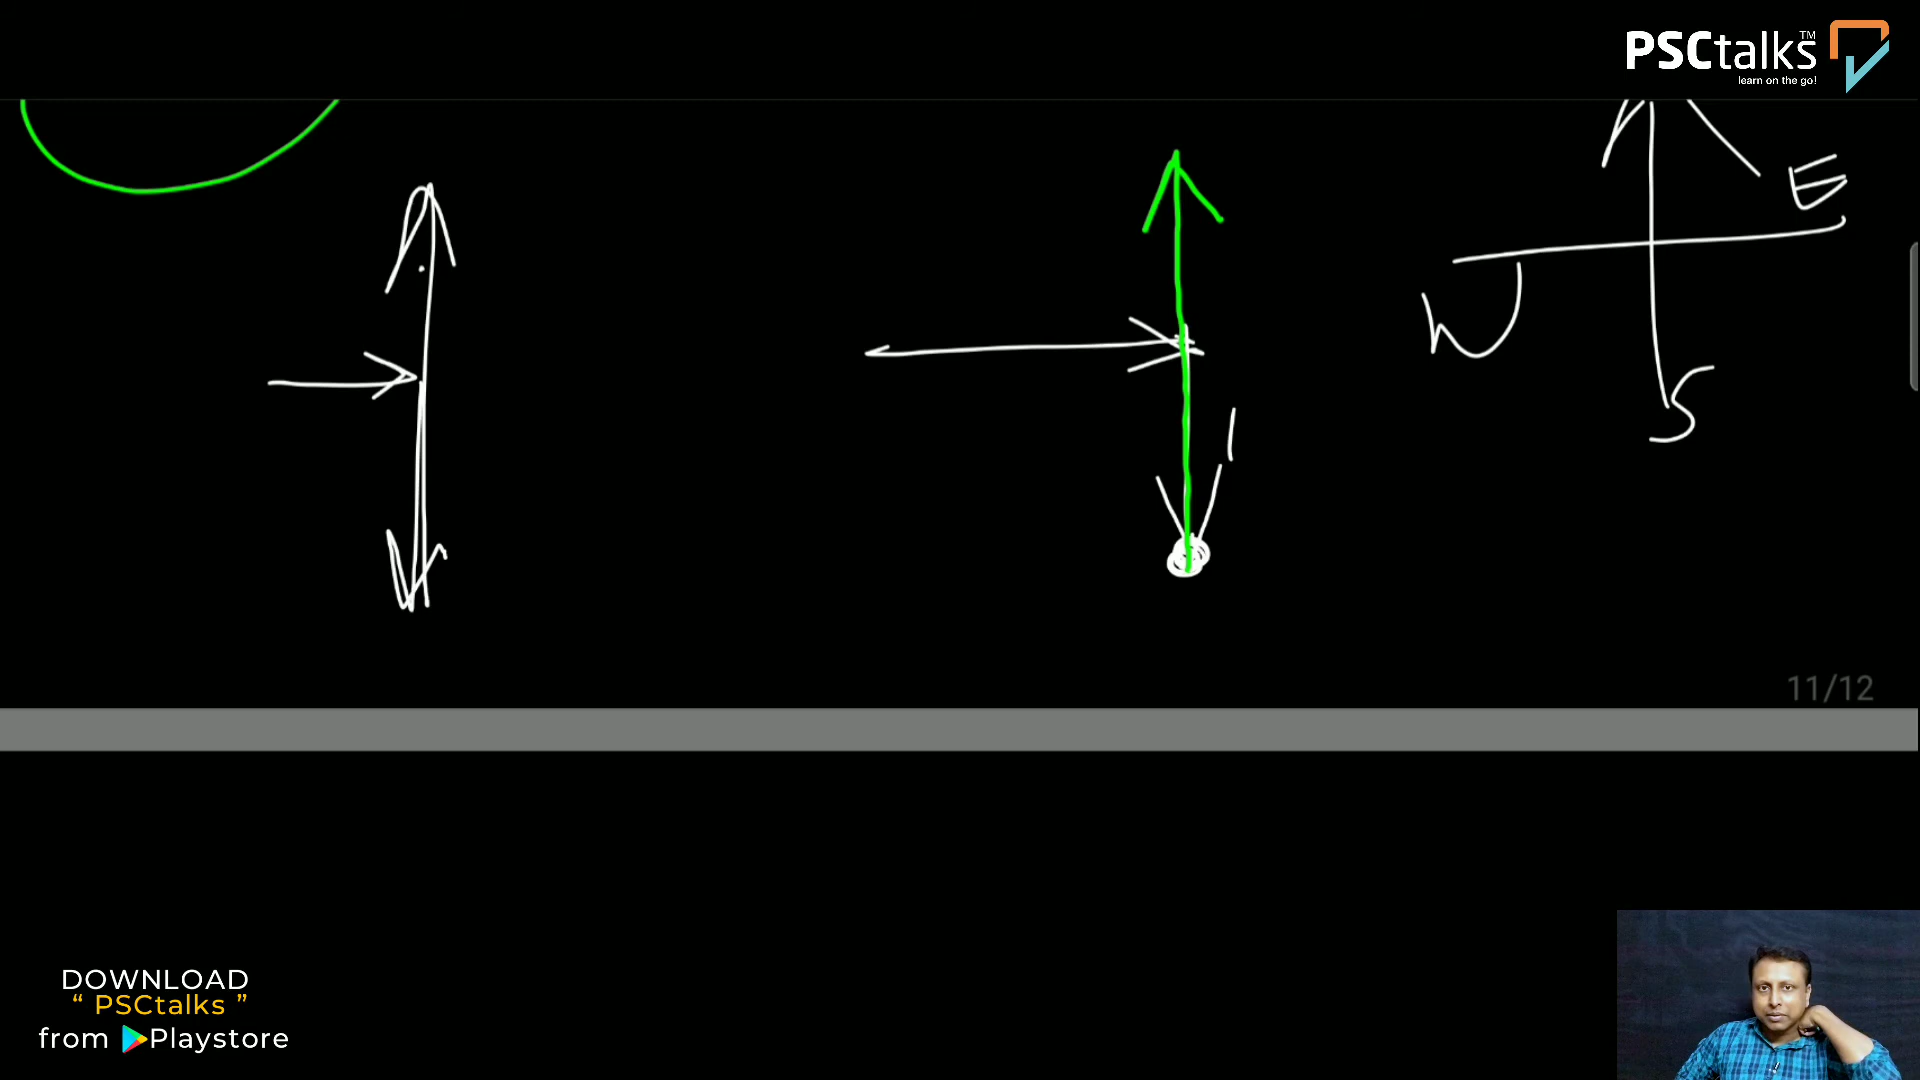 PSCtalks™
learn on the go!
E
W
S
11/12
DOWNLOAD
“ PSCtalks ”
from Playstore